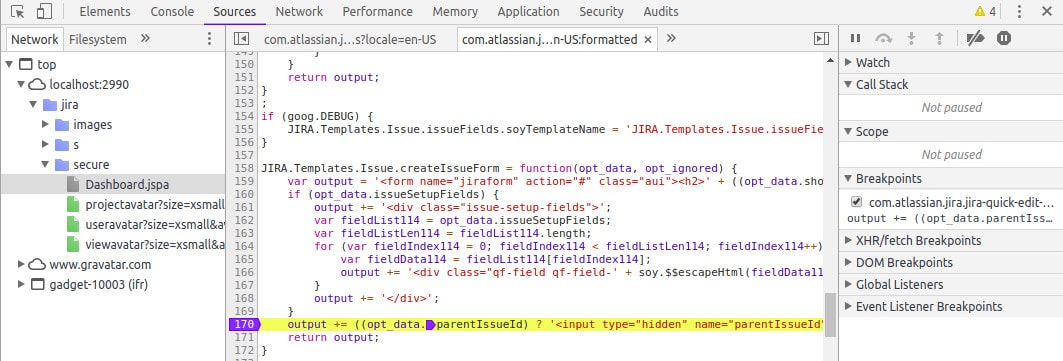 Elements Console Sources Network Performance Memory Application Security Audits 4
Network Filesystem
com.atlassian.j…s?locale=en-US com.atlassian.j…n-US:formatted
top
localhost:2990
jira
images
s
secure
Dashboard.jspa
projectavatar?size=xsmall
useravatar?size=xsmall&av
viewavatar?size=xsmall&av
www.gravatar.com
gadget-10003 (ifr)
149 }
150 }
151 return output;
152 }
153 ;
154 if (goog.DEBUG) {
155 JIRA.Templates.Issue.issueFields.soyTemplateName = 'JIRA.Templates.Issue.issueFie
156 }
157
158 JIRA.Templates.Issue.createIssueForm = function(opt_data, opt_ignored) {
159 var output = '<form name="jiraform" action="#" class="aui"><h2>' + ((opt_data.sho
160 if (opt_data.issueSetupFields) {
161 output += '<div class="issue-setup-fields">';
162 var fieldList114 = opt_data.issueSetupFields;
163 var fieldListLen114 = fieldList114.length;
164 for (var fieldIndex114 = 0; fieldIndex114 < fieldListLen114; fieldIndex114++)
165 var fieldData114 = fieldList114[fieldIndex114];
166 output += '<div class="qf-field qf-field-' + soy.$$escapeHtml(fieldData11
167 }
168 output += '</div>';
169 }
170 output += ((opt_data.parentIssueId) ? '<input type="hidden" name="parentIssueId"
171 return output;
172 }
Watch
Call Stack
Not paused
Scope
Not paused
Breakpoints
com.atlassian.jira.jira-quick-edit-…
output += ((opt_data.parentIss…
XHR/fetch Breakpoints
DOM Breakpoints
Global Listeners
Event Listener Breakpoints